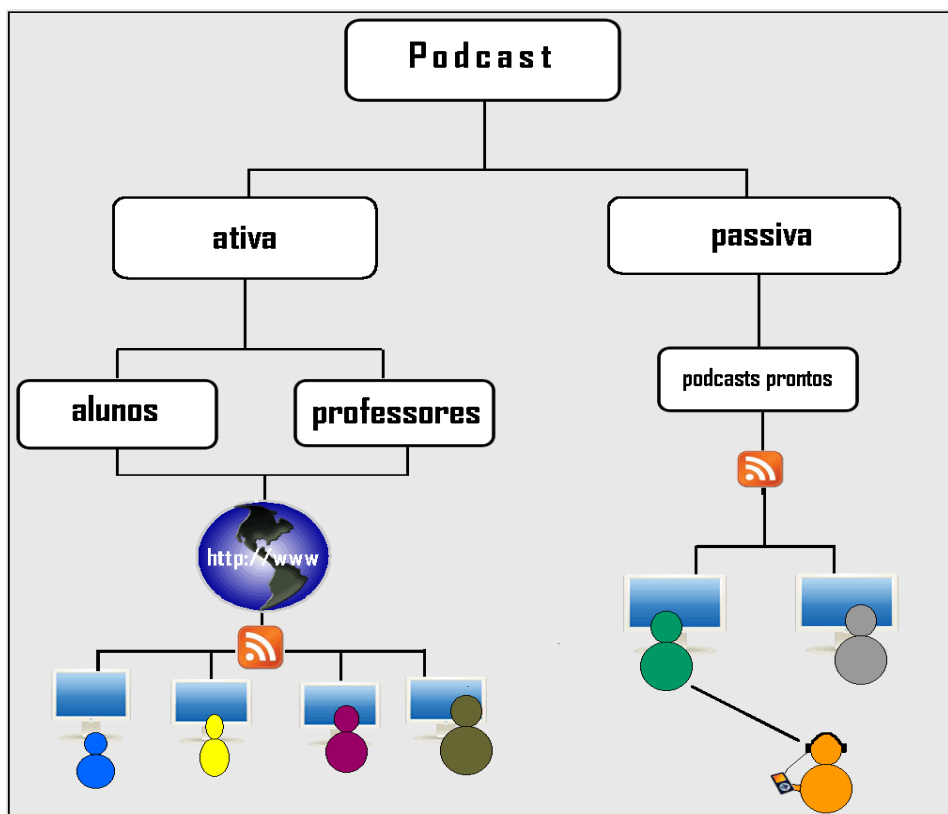 Podcast
ativa
passiva
alunos
professores
podcasts prontos
http://www